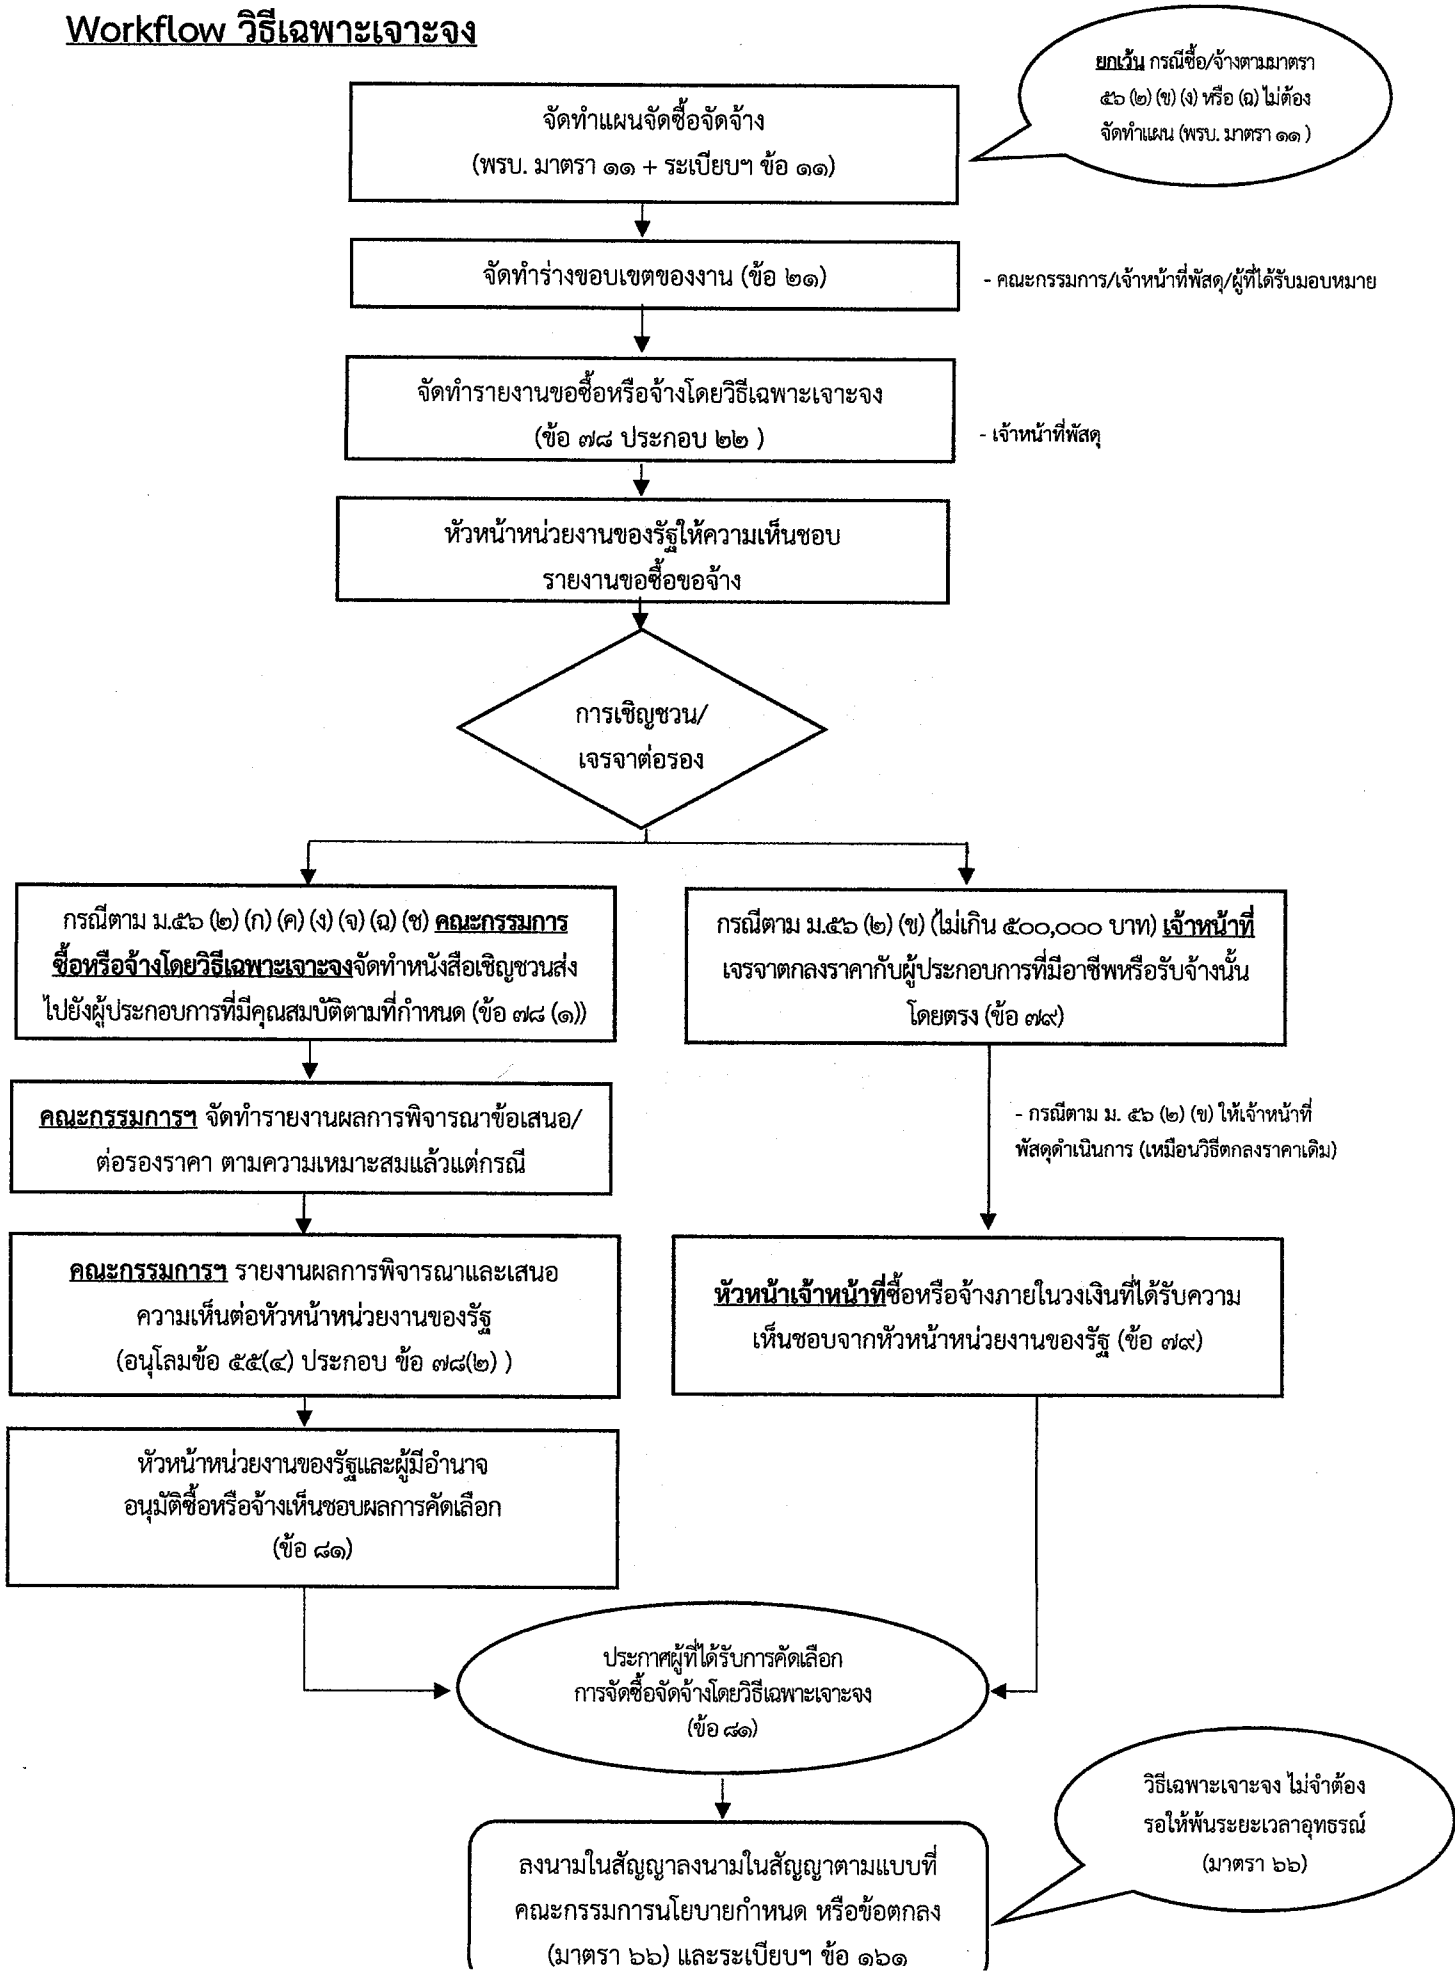 Workflow วิธีเฉพาะเจาะจง
ยกเว้น กรณีซื้อ/จ้างตามมาตรา
๕๖ (๒) (ข) (ง) หรือ (ฉ) ไม่ต้อง
จัดทำแผน (พรบ. มาตรา ๑๑ )
จัดทำแผนจัดซื้อจัดจ้าง
(พรบ. มาตรา ๑๑ + ระเบียบฯ ข้อ ๑๑)
จัดทำร่างขอบเขตของงาน (ข้อ ๒๑)
- คณะกรรมการ/เจ้าหน้าที่พัสดุ/ผู้ที่ได้รับมอบหมาย
จัดทำรายงานขอซื้อหรือจ้างโดยวิธีเฉพาะเจาะจง
(ข้อ ๗๘ ประกอบ ๒๒ )
- เจ้าหน้าที่พัสดุ
หัวหน้าหน่วยงานของรัฐให้ความเห็นชอบ
รายงานขอซื้อขอจ้าง
การเชิญชวน/
เจรจาต่อรอง
กรณีตาม ม.๕๖ (๒) (ก) (ค) (ง) (จ) (ฉ) (ช) คณะกรรมการ
ซื้อหรือจ้างโดยวิธีเฉพาะเจาะจงจัดทำหนังสือเชิญชวนส่ง
ไปยังผู้ประกอบการที่มีคุณสมบัติตามที่กำหนด (ข้อ ๗๘ (๑))
กรณีตาม ม.๕๖ (๒) (ข) (ไม่เกิน ๕๐๐,๐๐๐ บาท) เจ้าหน้าที่
เจรจาตกลงราคากับผู้ประกอบการที่มีอาชีพหรือรับจ้างนั้น
โดยตรง (ข้อ ๗๙)
คณะกรรมการฯ จัดทำรายงานผลการพิจารณาข้อเสนอ/
ต่อรองราคา ตามความเหมาะสมแล้วแต่กรณี
- กรณีตาม ม. ๕๖ (๒) (ข) ให้เจ้าหน้าที่
พัสดุดำเนินการ (เหมือนวิธีตกลงราคาเดิม)
คณะกรรมการฯ รายงานผลการพิจารณาและเสนอ
ความเห็นต่อหัวหน้าหน่วยงานของรัฐ
(อนุโลมข้อ ๕๕(๔) ประกอบ ข้อ ๗๘(๒) )
หัวหน้าเจ้าหน้าที่ซื้อหรือจ้างภายในวงเงินที่ได้รับความ
เห็นชอบจากหัวหน้าหน่วยงานของรัฐ (ข้อ ๗๙)
หัวหน้าหน่วยงานของรัฐและผู้มีอำนาจ
อนุมัติซื้อหรือจ้างเห็นชอบผลการคัดเลือก
(ข้อ ๘๑)
ประกาศผู้ที่ได้รับการคัดเลือก
การจัดซื้อจัดจ้างโดยวิธีเฉพาะเจาะจง
(ข้อ ๘๑)
วิธีเฉพาะเจาะจง ไม่จำต้อง
รอให้พ้นระยะเวลาอุทธรณ์
(มาตรา ๖๖)
ลงนามในสัญญาลงนามในสัญญาตามแบบที่
คณะกรรมการนโยบายกำหนด หรือข้อตกลง
(มาตรา ๖๖) และระเบียบฯ ข้อ ๑๖๑